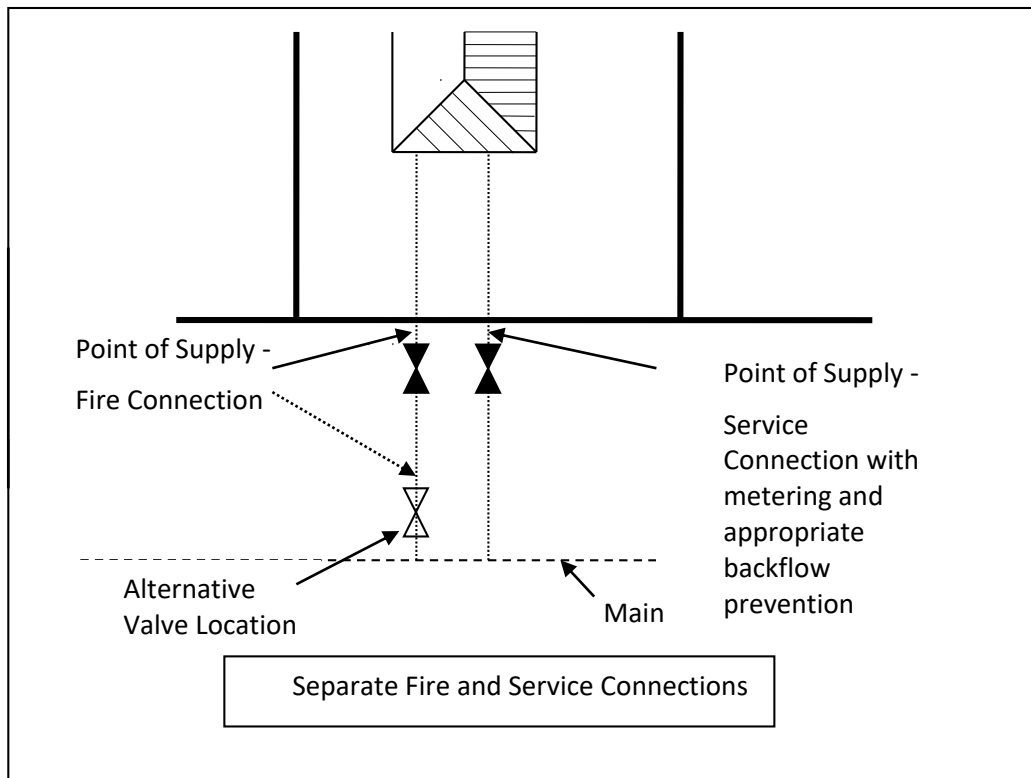 Point of Supply -
Fire Connection
Point of Supply -
Service
Connection with
metering and
appropriate
backflow
prevention
Alternative
Valve Location
Main
Separate Fire and Service Connections